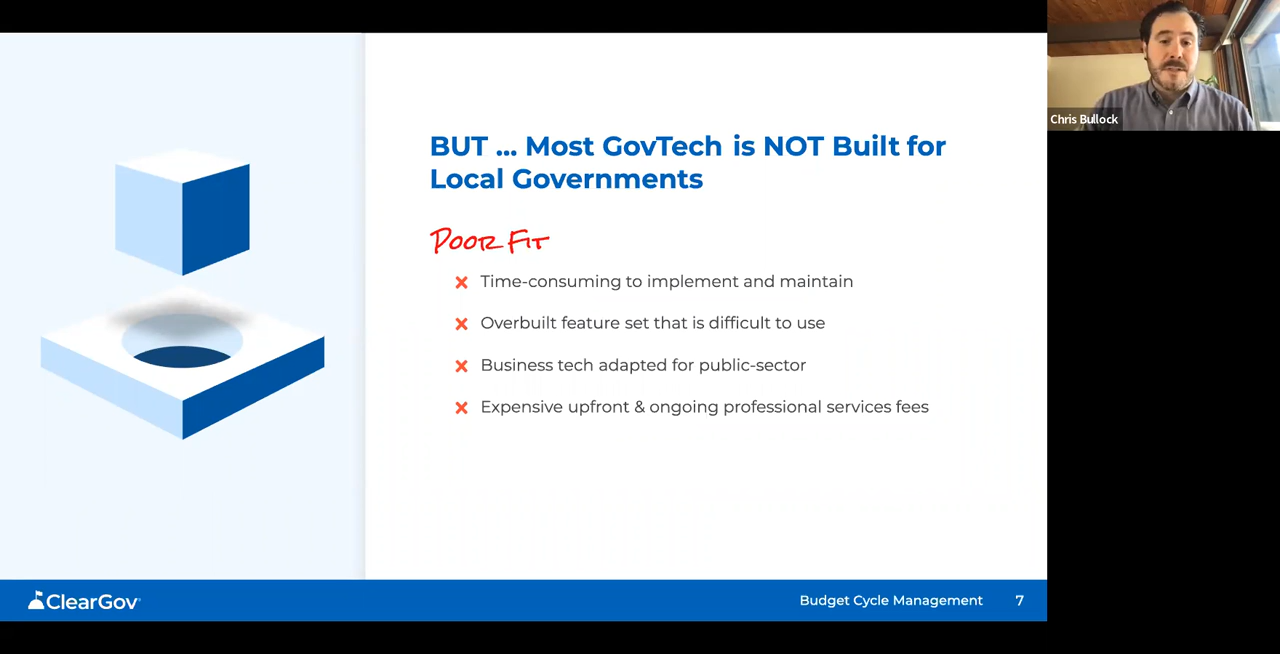 Chris Bullock
BUT ... Most GovTech is NOT Built for
Local Governments
POOR FIT
Time-consuming to implement and maintain
Overbuilt feature set that is difficult to use
Business tech adapted for public-sector
Expensive upfront & ongoing professional services fees
ClearGov
Budget Cycle Management 7